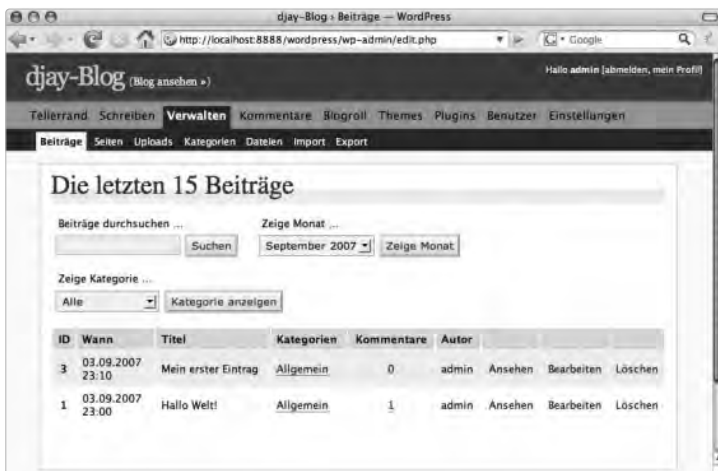 djay-Blog › Beiträge — WordPress
http://localhost:8888/wordpress/wp-admin/edit.php
Google
djay-Blog (Blog ansehen »)
Hallo admin [abmelden, mein Profil]
Tellerrand Schreiben Verwalten Kommentare Blogroll Themes Plugins Benutzer Einstellungen
Beiträge Seiten Uploads Kategorien Dateien Import Export
Die letzten 15 Beiträge
Beiträge durchsuchen ... Zeige Monat ...
Suchen September 2007 Zeige Monat
Zeige Kategorie ...
Alle Kategorie anzeigen
ID Wann Titel Kategorien Kommentare Autor
3 03.09.2007 23:10 Mein erster Eintrag Allgemein 0 admin Ansehen Bearbeiten Löschen
1 03.09.2007 23:00 Hallo Welt! Allgemein 1 admin Ansehen Bearbeiten Löschen